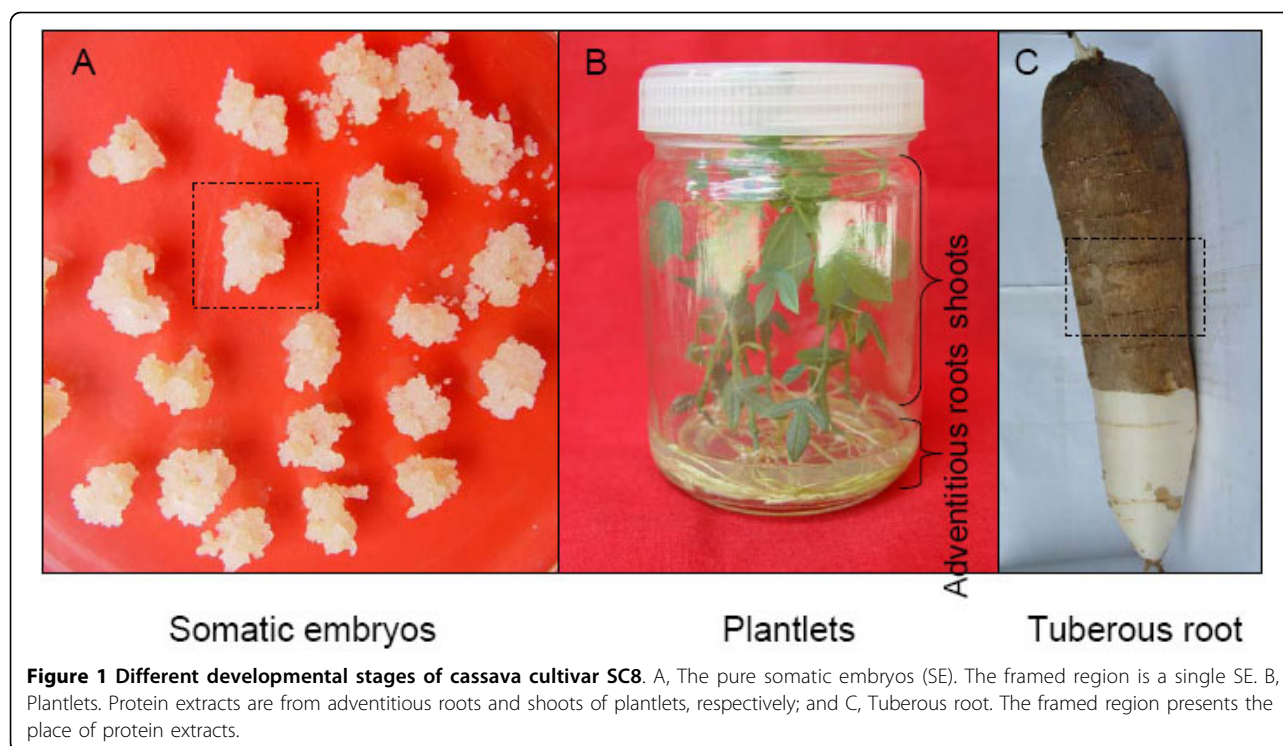 A
B
C
Adventitious roots shoots
Somatic embryos
Plantlets
Tuberous root
Figure 1 Different developmental stages of cassava cultivar SC8. A, The pure somatic embryos (SE). The framed region is a single SE. B,
Plantlets. Protein extracts are from adventitious roots and shoots of plantlets, respectively; and C, Tuberous root. The framed region presents the
place of protein extracts.